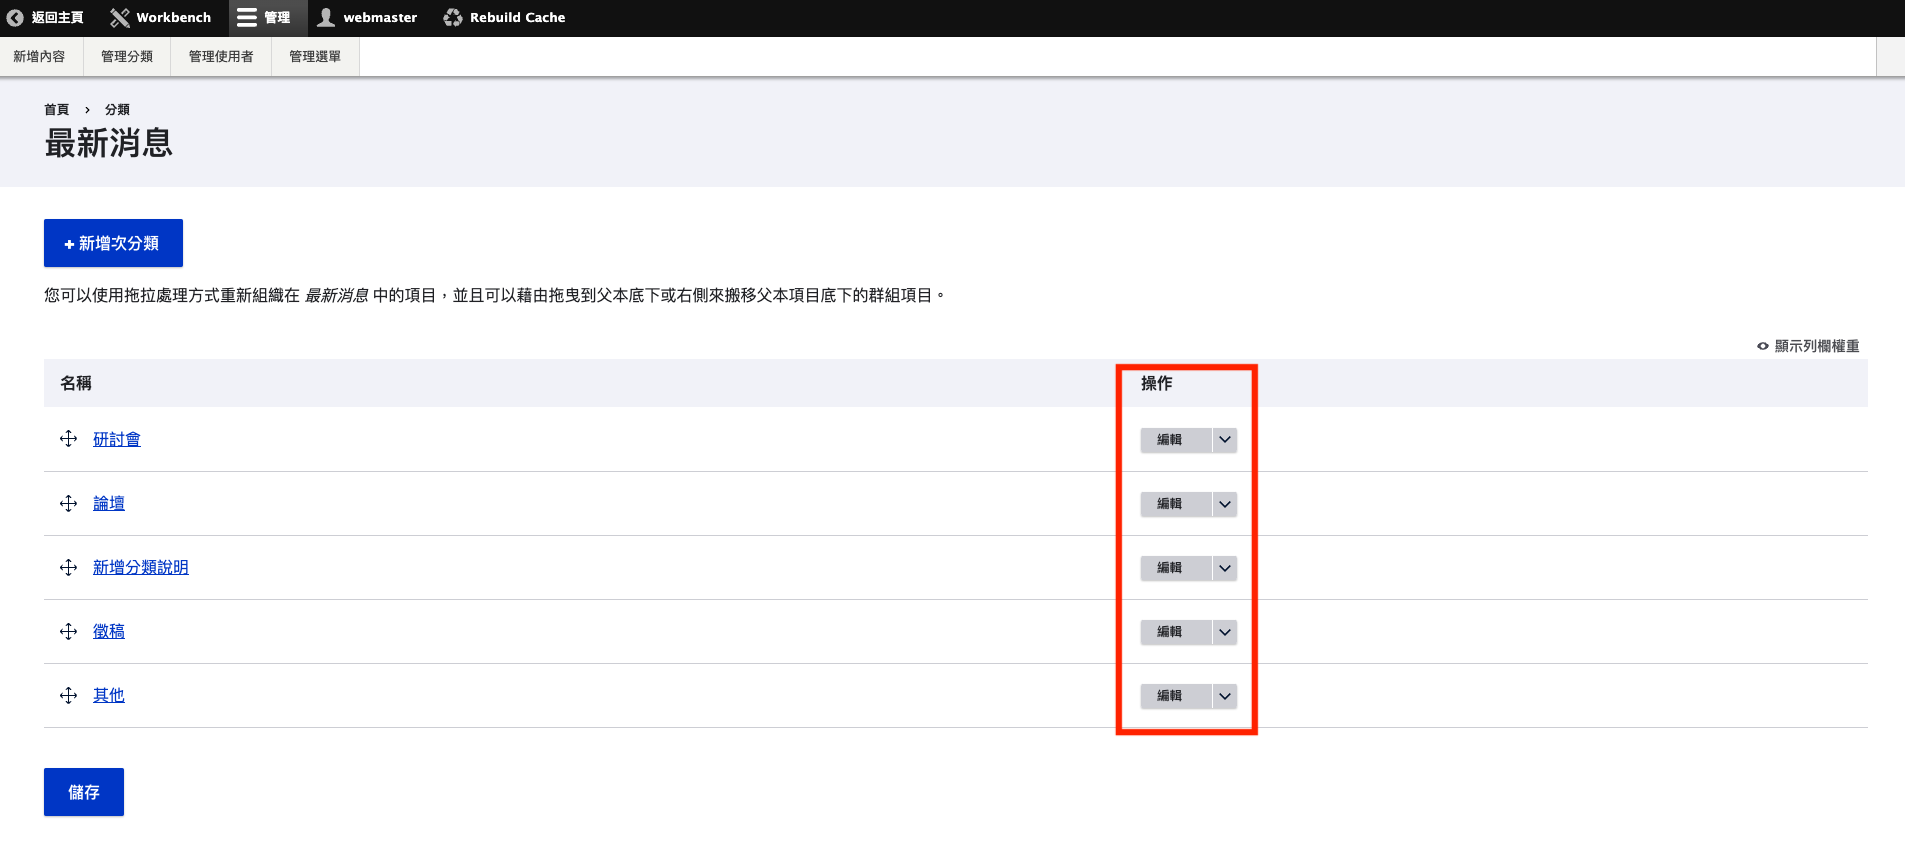 返回主頁 Workbench 管理 webmaster Rebuild Cache
新增內容 管理分類 管理使用者 管理選單
首頁 › 分類
最新消息
+ 新增次分類
您可以使用拖拉處理方式重新組織在 最新消息 中的項目，並且可以藉由拖曳到父本底下或右側來搬移父本項目底下的群組項目。
顯示列欄權重
名稱 操作
研討會 編輯
論壇 編輯
新增分類說明 編輯
徵稿 編輯
其他 編輯
儲存